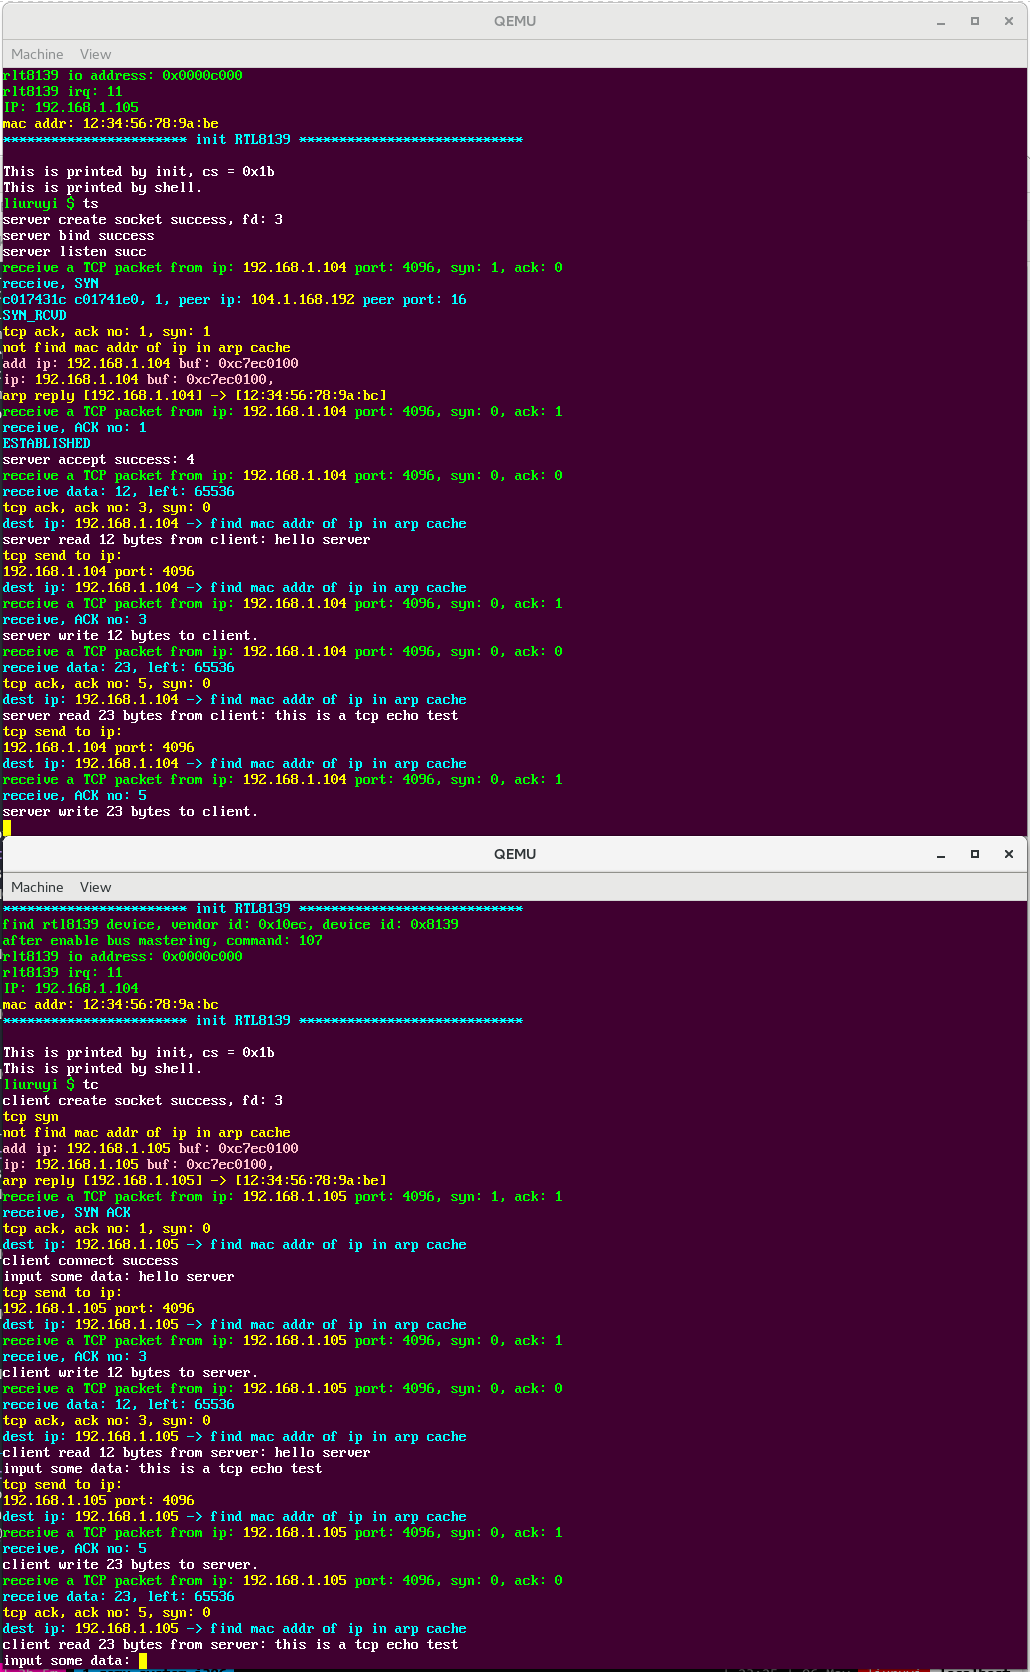 QEMU
Machine View
rlt8139 io address: 0x0000c000
rlt8139 irq: 11
IP: 192.168.1.105
mac addr: 12:34:56:78:9a:be
*********************** init RTL8139 ****************************
This is printed by init, cs = 0x1b
This is printed by shell.
liuruyi $ ts
server create socket success, fd: 3
server bind success
server listen succ
receive a TCP packet from ip: 192.168.1.104 port: 4096, syn: 1, ack: 0
receive, SYN
c017431c c01741e0, 1, peer ip: 104.1.168.192 peer port: 16
SYN_RCVD
tcp ack, ack no: 1, syn: 1
not find mac addr of ip in arp cache
add ip: 192.168.1.104 buf: 0xc7ec0100
ip: 192.168.1.104 buf: 0xc7ec0100,
arp reply [192.168.1.104] -> [12:34:56:78:9a:bc]
receive a TCP packet from ip: 192.168.1.104 port: 4096, syn: 0, ack: 1
receive, ACK no: 1
ESTABLISHED
server accept success: 4
receive a TCP packet from ip: 192.168.1.104 port: 4096, syn: 0, ack: 0
receive data: 12, left: 65536
tcp ack, ack no: 3, syn: 0
dest ip: 192.168.1.104 -> find mac addr of ip in arp cache
server read 12 bytes from client: hello server
tcp send to ip:
192.168.1.104 port: 4096
dest ip: 192.168.1.104 -> find mac addr of ip in arp cache
receive a TCP packet from ip: 192.168.1.104 port: 4096, syn: 0, ack: 1
receive, ACK no: 3
server write 12 bytes to client.
receive a TCP packet from ip: 192.168.1.104 port: 4096, syn: 0, ack: 0
receive data: 23, left: 65536
tcp ack, ack no: 5, syn: 0
dest ip: 192.168.1.104 -> find mac addr of ip in arp cache
server read 23 bytes from client: this is a tcp echo test
tcp send to ip:
192.168.1.104 port: 4096
dest ip: 192.168.1.104 -> find mac addr of ip in arp cache
receive a TCP packet from ip: 192.168.1.104 port: 4096, syn: 0, ack: 1
receive, ACK no: 5
server write 23 bytes to client.
QEMU
Machine View
*********************** init RTL8139 ****************************
find rtl8139 device, vendor id: 0x10ec, device id: 0x8139
after enable bus mastering, command: 107
rlt8139 io address: 0x0000c000
rlt8139 irq: 11
IP: 192.168.1.104
mac addr: 12:34:56:78:9a:bc
*********************** init RTL8139 ****************************
This is printed by init, cs = 0x1b
This is printed by shell.
liuruyi $ tc
client create socket success, fd: 3
tcp syn
not find mac addr of ip in arp cache
add ip: 192.168.1.105 buf: 0xc7ec0100
ip: 192.168.1.105 buf: 0xc7ec0100,
arp reply [192.168.1.105] -> [12:34:56:78:9a:be]
receive a TCP packet from ip: 192.168.1.105 port: 4096, syn: 1, ack: 1
receive, SYN ACK
tcp ack, ack no: 1, syn: 0
dest ip: 192.168.1.105 -> find mac addr of ip in arp cache
client connect success
input some data: hello server
tcp send to ip:
192.168.1.105 port: 4096
dest ip: 192.168.1.105 -> find mac addr of ip in arp cache
receive a TCP packet from ip: 192.168.1.105 port: 4096, syn: 0, ack: 1
receive, ACK no: 3
client write 12 bytes to server.
receive a TCP packet from ip: 192.168.1.105 port: 4096, syn: 0, ack: 0
receive data: 12, left: 65536
tcp ack, ack no: 3, syn: 0
dest ip: 192.168.1.105 -> find mac addr of ip in arp cache
client read 12 bytes from server: hello server
input some data: this is a tcp echo test
tcp send to ip:
192.168.1.105 port: 4096
dest ip: 192.168.1.105 -> find mac addr of ip in arp cache
receive a TCP packet from ip: 192.168.1.105 port: 4096, syn: 0, ack: 1
receive, ACK no: 5
client write 23 bytes to server.
receive a TCP packet from ip: 192.168.1.105 port: 4096, syn: 0, ack: 0
receive data: 23, left: 65536
tcp ack, ack no: 5, syn: 0
dest ip: 192.168.1.105 -> find mac addr of ip in arp cache
client read 23 bytes from server: this is a tcp echo test
input some data: